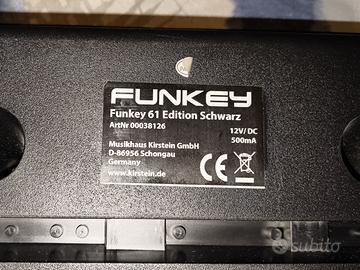 FUNKEY
Funkey 61 Edition Schwarz
ArtNr 00038126
12V/DC
500mA
Musikhaus Kirstein GmbH
D-86956 Schongau
Germany
www.kirstein.de
CE
subito